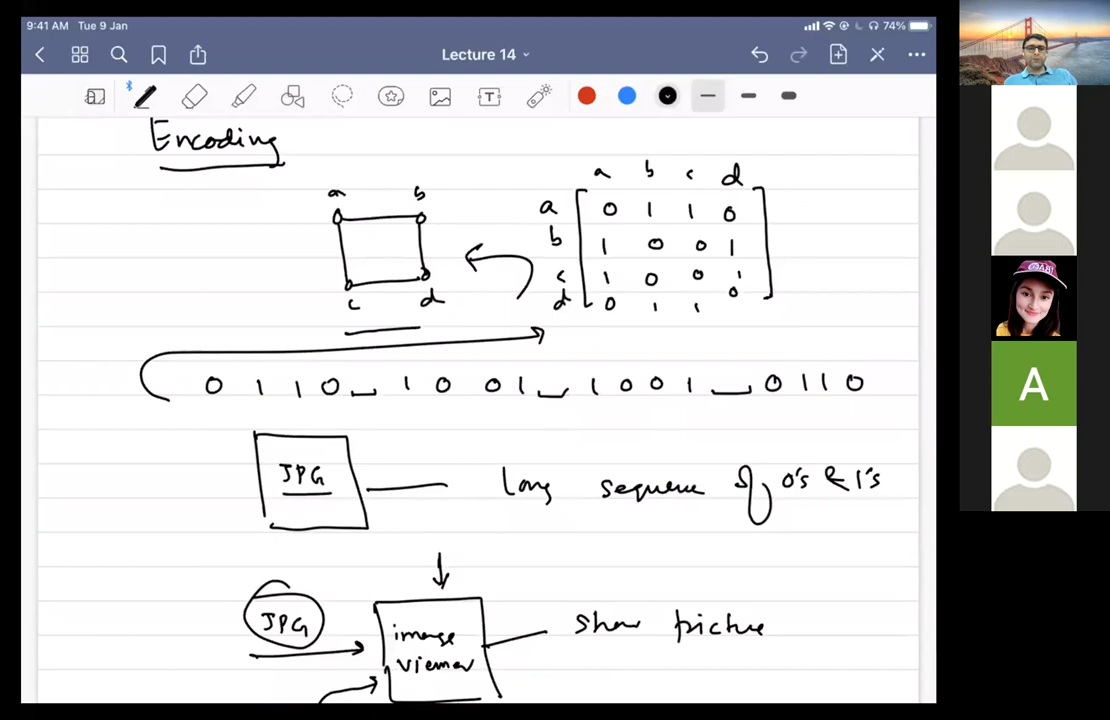 9:41 AM Tue 9 Jan
74%
Lecture 14
T
Encoding
a b
c d
a b c d
a 0 1 1 0
b 1 0 0 1
c 1 0 0 1
d 0 1 1 0
0 1 1 0 1 0 0 1 1 0 0 1 0 1 1 0
JPG
Long sequence of 0's & 1's
JPG
image
viewer
show picture
A